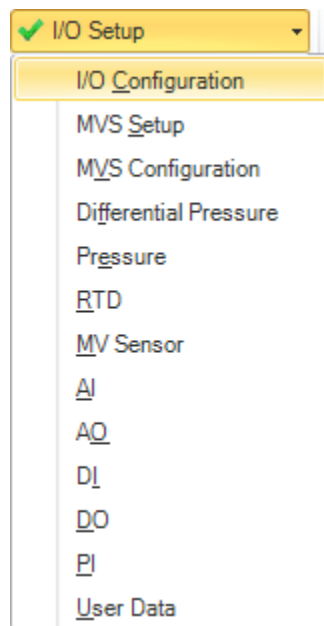 I/O Setup
I/O Configuration
MVS Setup
MVS Configuration
Differential Pressure
Pressure
RTD
MV Sensor
AI
AO
DI
DO
PI
User Data